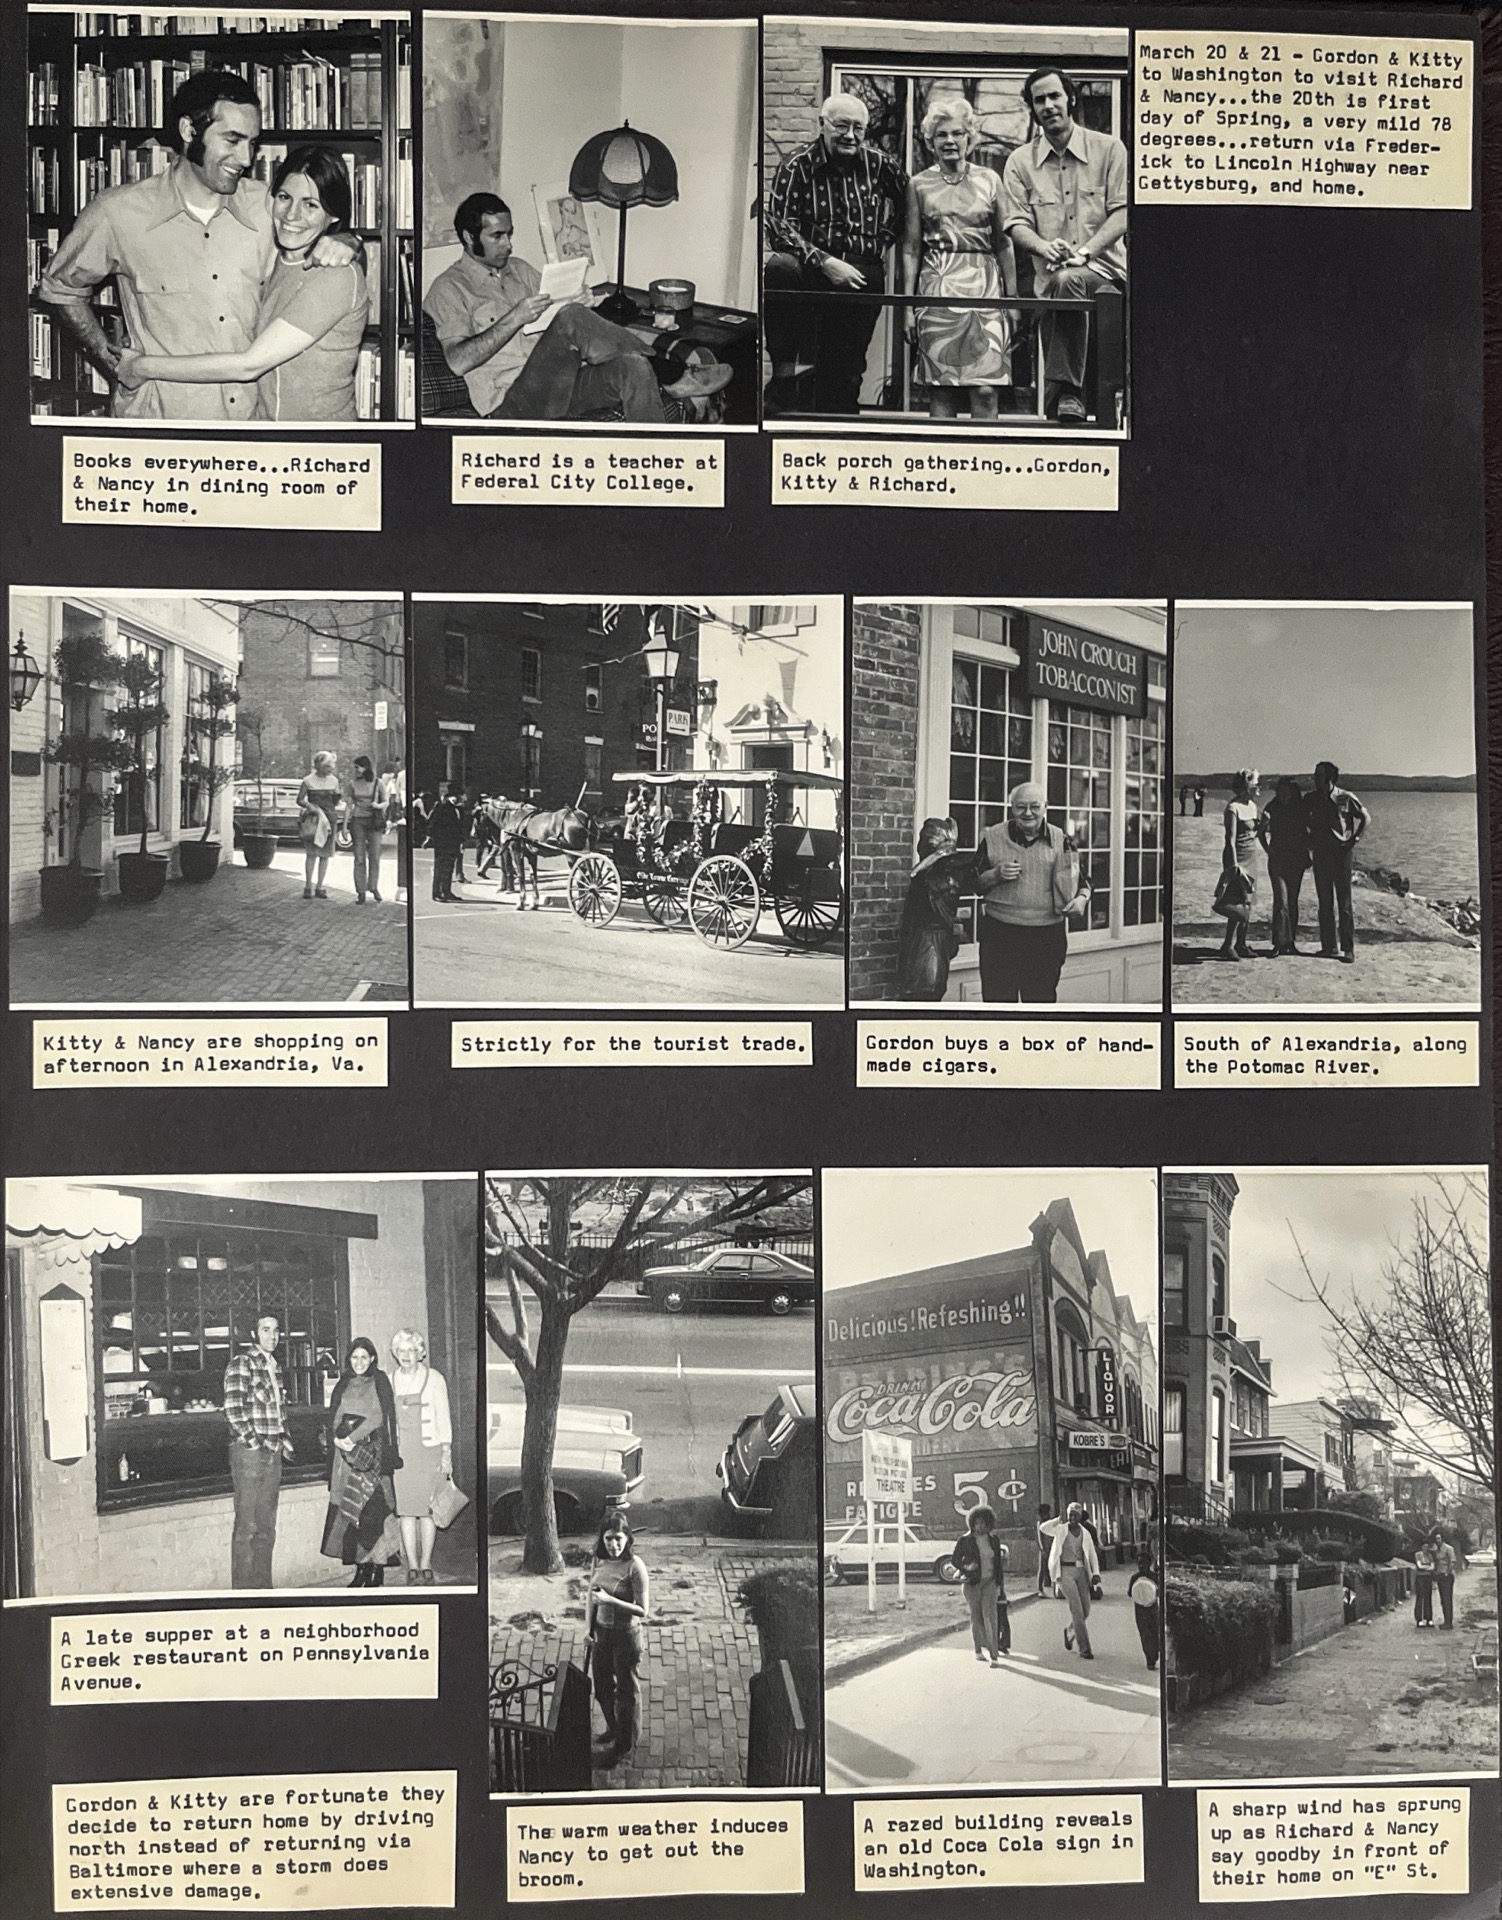 March 20 & 21 - Gordon & Kitty
to Washington to visit Richard
& Nancy...the 20th is first
day of Spring, a very mild 78
degrees...return via Freder-
ick to Lincoln Highway near
Gettysburg, and home.
Books everywhere...Richard
& Nancy in dining room of
their home.
Richard is a teacher at
Federal City College.
Back porch gathering...Gordon,
Kitty & Richard.
PARK
JOHN CROUCH
TOBACCONIST
Kitty & Nancy are shopping on
afternoon in Alexandria, Va.
Strictly for the tourist trade.
Gordon buys a box of hand-
made cigars.
South of Alexandria, along
the Potomac River.
Delicious! Refeshing!!
DRINK
Coca Cola
5¢
FATIGUE
THEATRE
LIQUOR
KOBRE'S
A late supper at a neighborhood
Greek restaurant on Pennsylvania
Avenue.
Gordon & Kitty are fortunate they
decide to return home by driving
north instead of returning via
Baltimore where a storm does
extensive damage.
The warm weather induces
Nancy to get out the
broom.
A razed building reveals
an old Coca Cola sign in
Washington.
A sharp wind has sprung
up as Richard & Nancy
say goodby in front of
their home on "E" St.